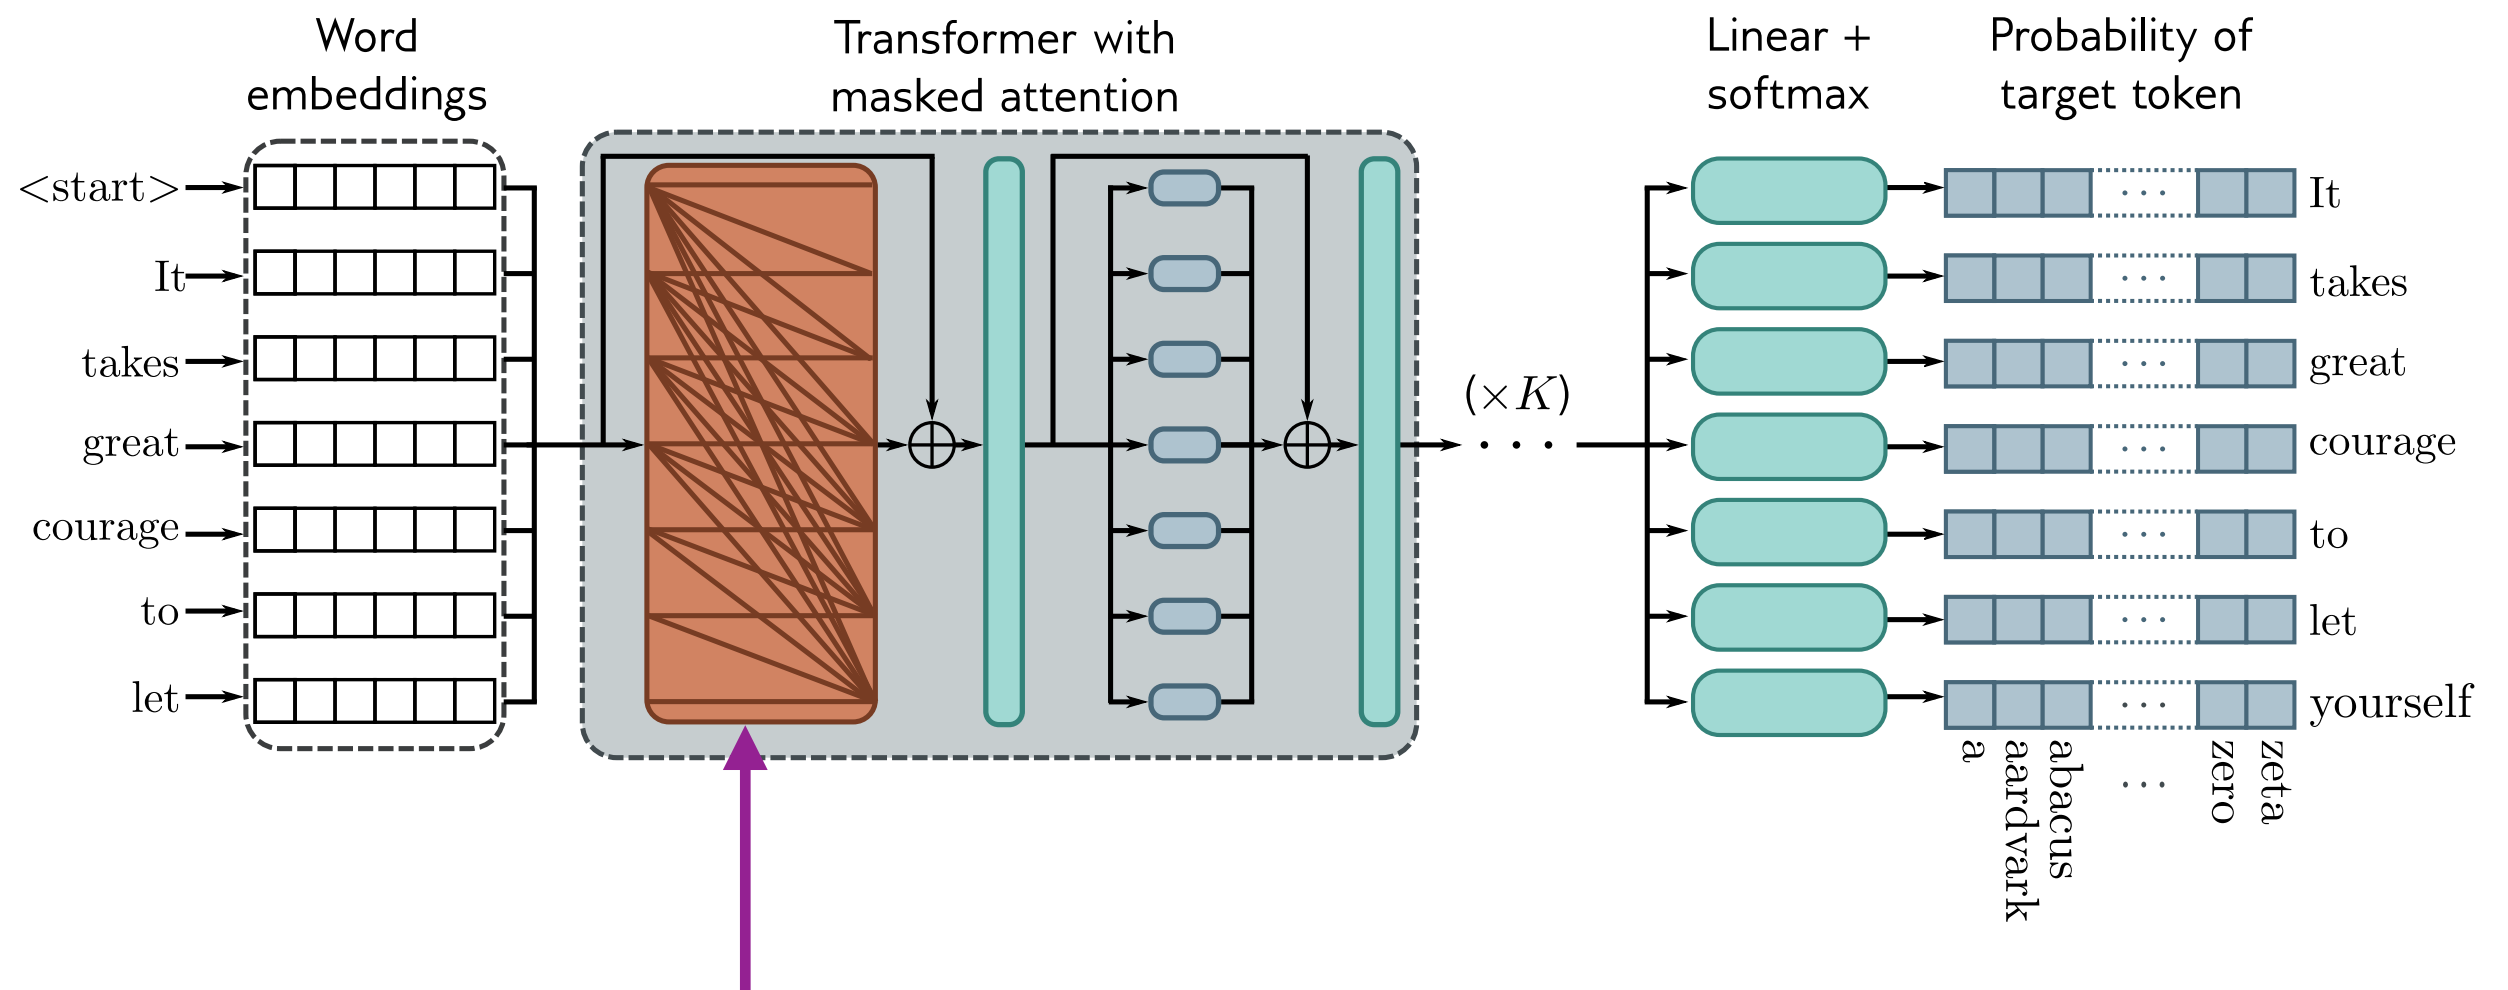 Word
embeddings
Transformer with
masked attention
Linear +
softmax
Probability of
target token
<start>
It
takes
great
courage
to
let
(×K)
• • •
It
takes
great
courage
to
let
yourself
a
aardvark
abacus
...
zero
zeta